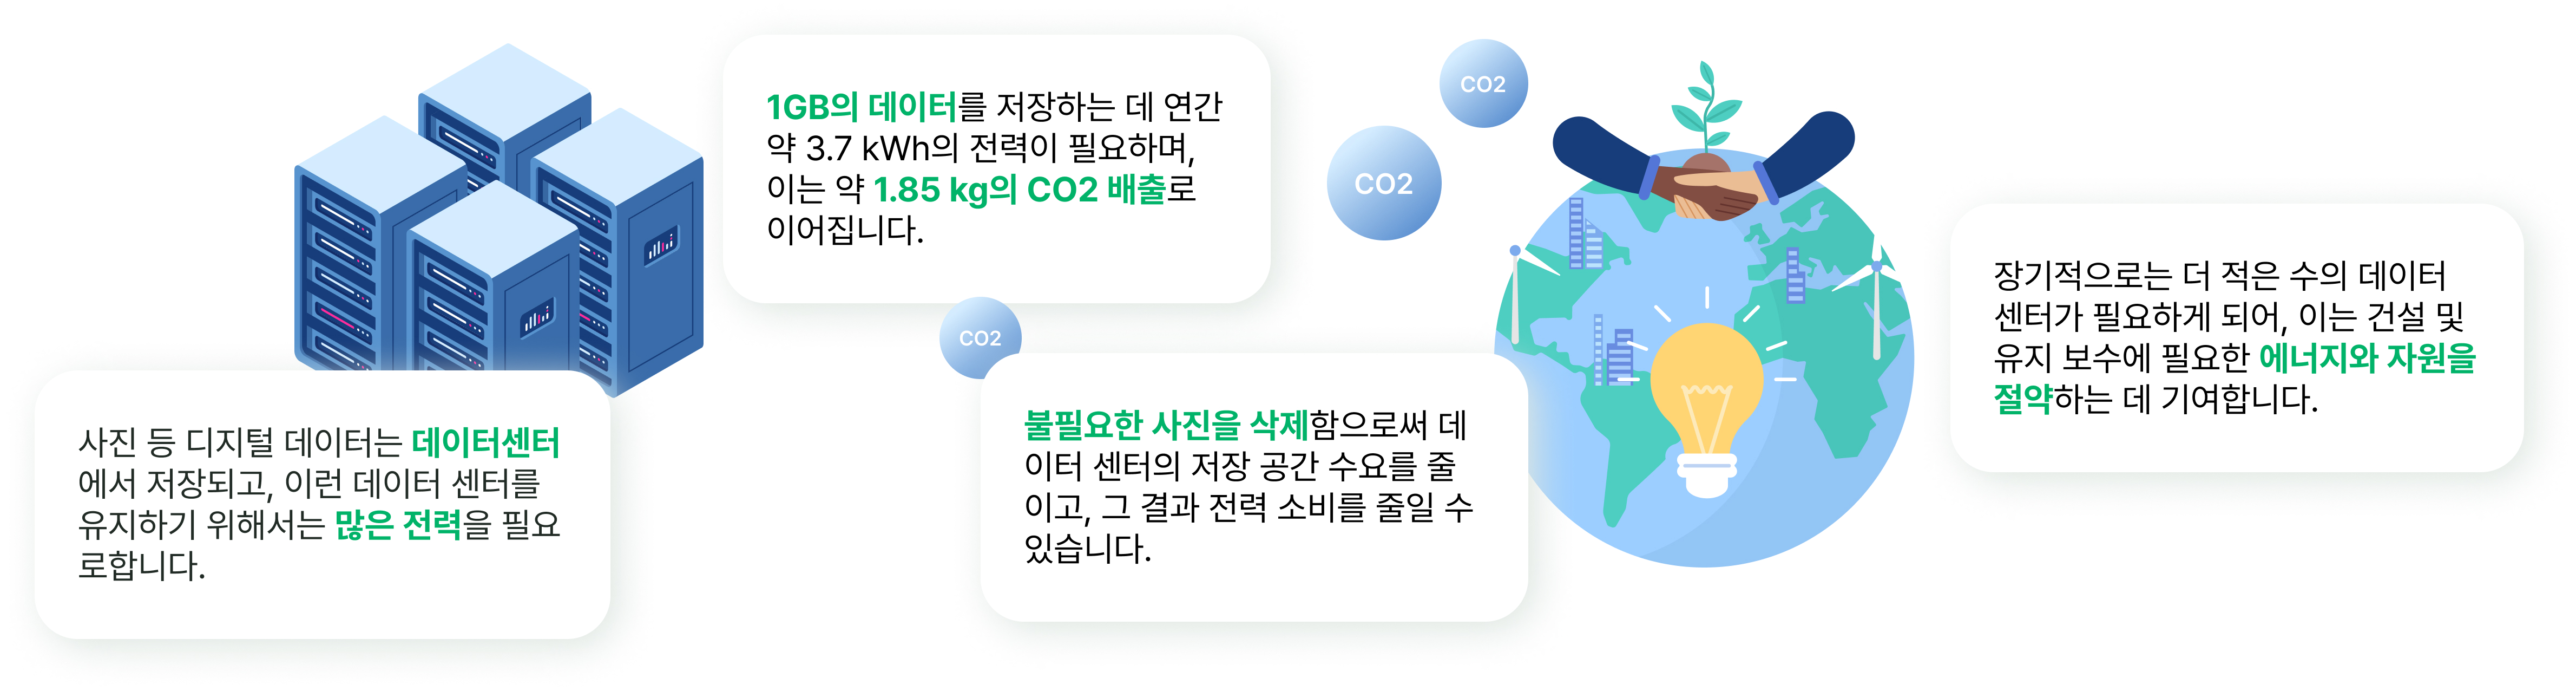 사진 등 디지털 데이터는 데이터센터
에서 저장되고, 이런 데이터 센터를
유지하기 위해서는 많은 전력을 필요
로합니다.
1GB의 데이터를 저장하는 데 연간
약 3.7 kWh의 전력이 필요하며,
이는 약 1.85 kg의 CO2 배출로
이어집니다.
CO2
CO2
CO2
불필요한 사진을 삭제함으로써 데
이터 센터의 저장 공간 수요를 줄
이고, 그 결과 전력 소비를 줄일 수
있습니다.
장기적으로는 더 적은 수의 데이터
센터가 필요하게 되어, 이는 건설 및
유지 보수에 필요한 에너지와 자원을
절약하는 데 기여합니다.